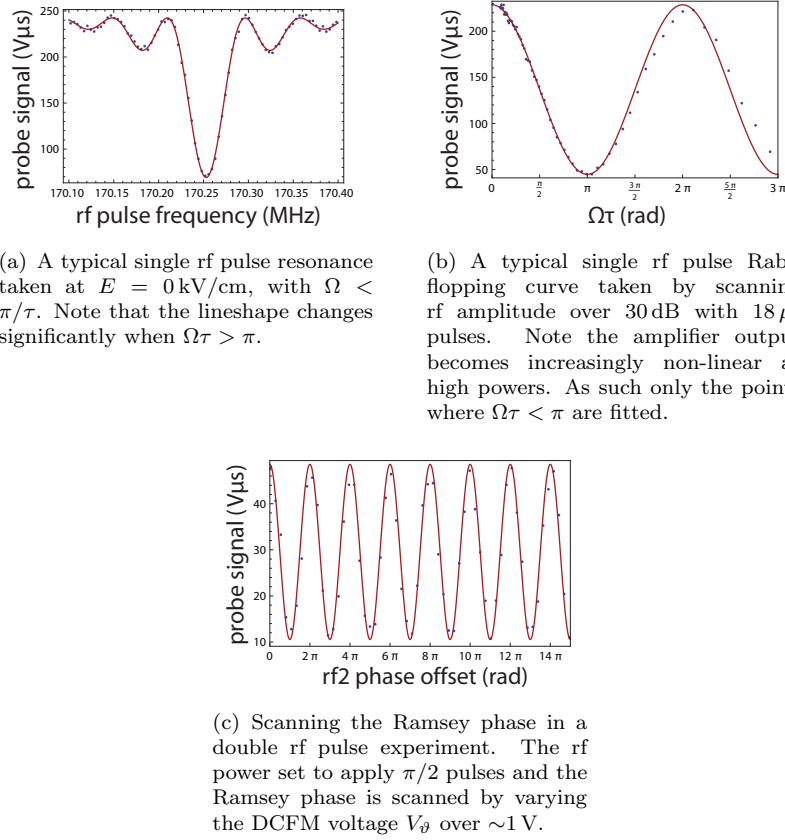 250
200
150
100
probe signal (Vµs)
170.10 170.15 170.20 170.25 170.30 170.35 170.40
rf pulse frequency (MHz)
200
150
100
50
probe signal (Vµs)
0 π/2 π 3π/2 2π 5π/2 3π
Ωτ (rad)
(a) A typical single rf pulse resonance
taken at E = 0 kV/cm, with Ω <
π/τ. Note that the lineshape changes
significantly when Ωτ > π.
(b) A typical single rf pulse Rab
flopping curve taken by scannin
rf amplitude over 30 dB with 18 µ
pulses. Note the amplifier outpu
becomes increasingly non-linear a
high powers. As such only the point
where Ωτ < π are fitted.
40
30
20
10
probe signal (Vµs)
0 2π 4π 6π 8π 10π 12π 14π
rf2 phase offset (rad)
(c) Scanning the Ramsey phase in a
double rf pulse experiment. The rf
power set to apply π/2 pulses and the
Ramsey phase is scanned by varying
the DCFM voltage Vϑ over ∼1 V.